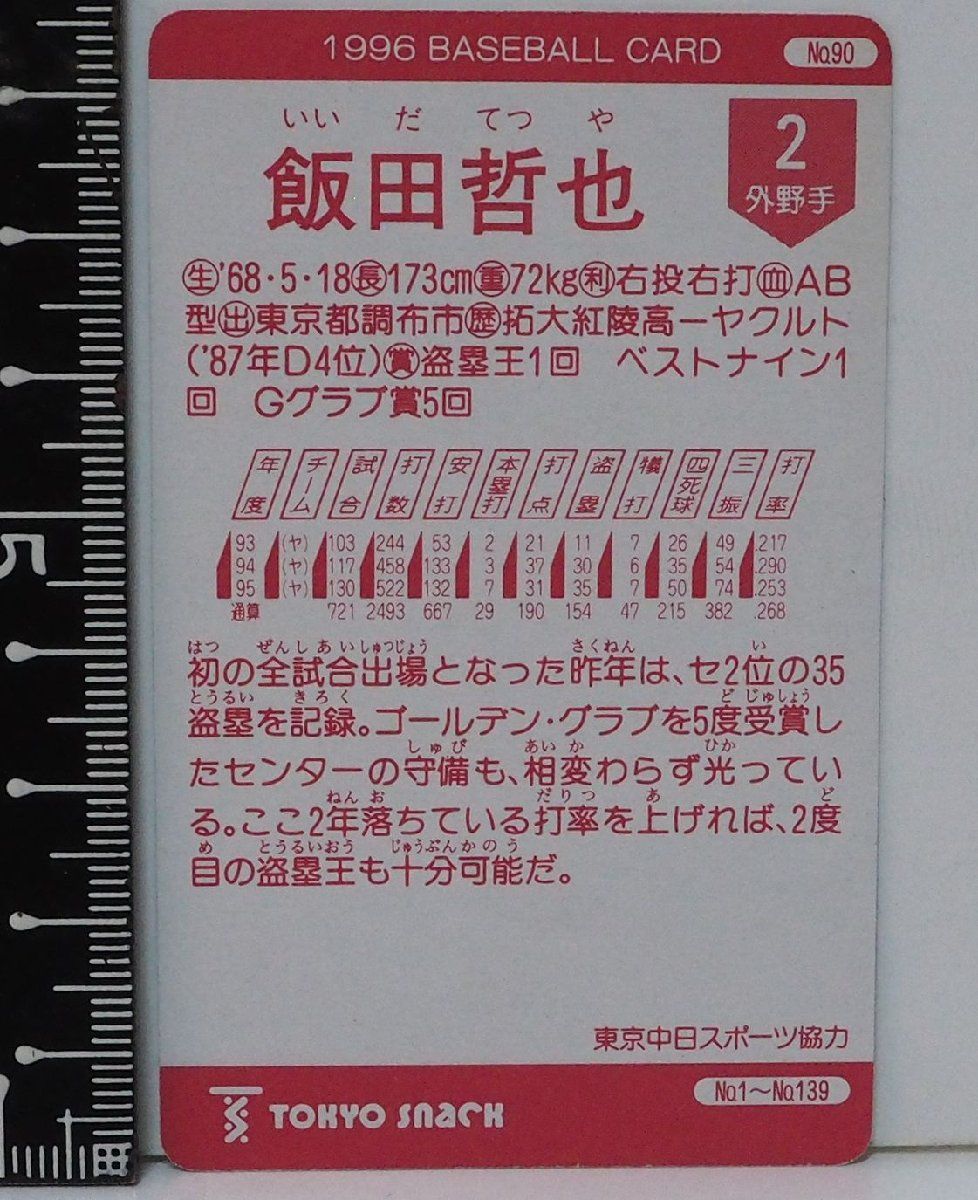 1996 BASEBALL CARD No.90
いい だ てつ や
飯田哲也
2
外野手
生'68・5・18長173cm重72kg利右投右打血AB
型出東京都調布市歴拓大紅陵高ーヤクルト
('87年D4位)賞盗塁王1回 ベストナイン1
回 Gグラブ賞5回
年度 チーム 試合 打数 安打 本塁打 打点 盗塁 犠打 四死球 三振 打率
93 (ヤ) 103 244 53 2 21 11 7 26 49 .217
94 (ヤ) 117 458 133 3 37 30 6 35 54 .290
95 (ヤ) 130 522 132 7 31 35 7 50 74 .253
通算 721 2493 667 29 190 154 47 215 382 .268
はつ ぜんしあいしゅつじょう さくねん い
初の全試合出場となった昨年は、セ2位の35
とうるい きろく ど じゅしょう
盗塁を記録。ゴールデン・グラブを5度受賞し
しゅび あいか ひか
たセンターの守備も、相変わらず光ってい
ねんお だりつ あ ど
る。ここ2年落ちている打率を上げれば、2度
め とうるいおう じゅうぶんかのう
目の盗塁王も十分可能だ。
東京中日スポーツ協力
No.1〜No.139
TOKYO SNACK
5
1